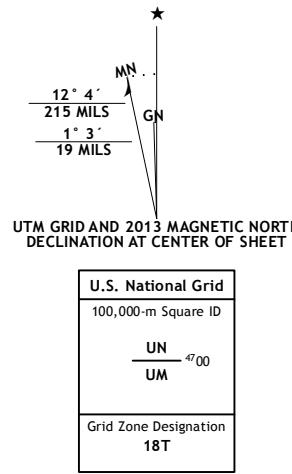 MN
GN
12° 4´
215 MILS
1° 3´
19 MILS
UTM GRID AND 2013 MAGNETIC NORT
DECLINATION AT CENTER OF SHEET
U.S. National Grid
100,000-m Square ID
UN
4700
UM
Grid Zone Designation
18T